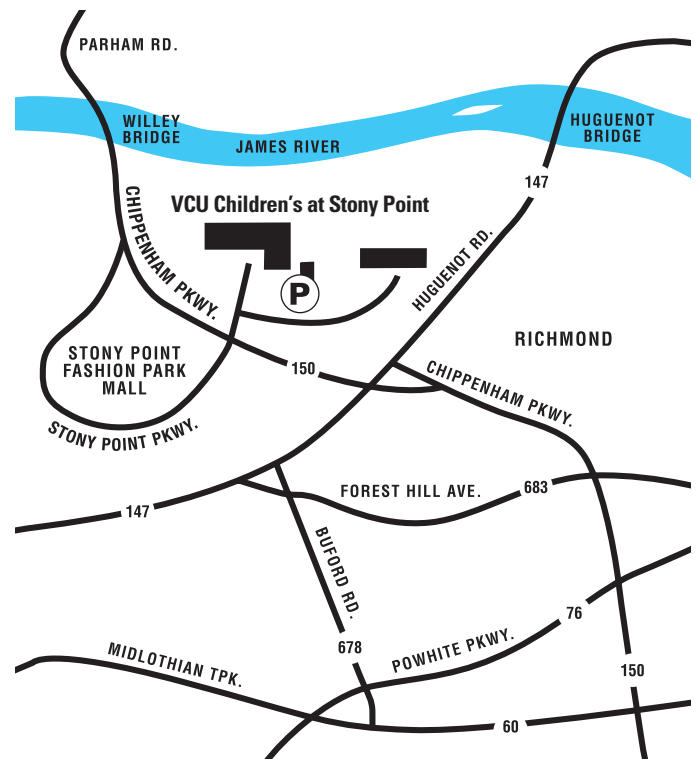 PARHAM RD.
WILLEY
BRIDGE
JAMES RIVER
HUGUENOT
BRIDGE
147
VCU Children's at Stony Point
CHIPPENHAM PKWY.
P
HUGUENOT RD.
RICHMOND
STONY POINT
FASHION PARK
MALL
150
CHIPPENHAM PKWY.
STONY POINT PKWY.
FOREST HILL AVE.
683
147
BUFORD RD.
76
678
POWHITE PKWY.
MIDLOTHIAN TPK.
150
60